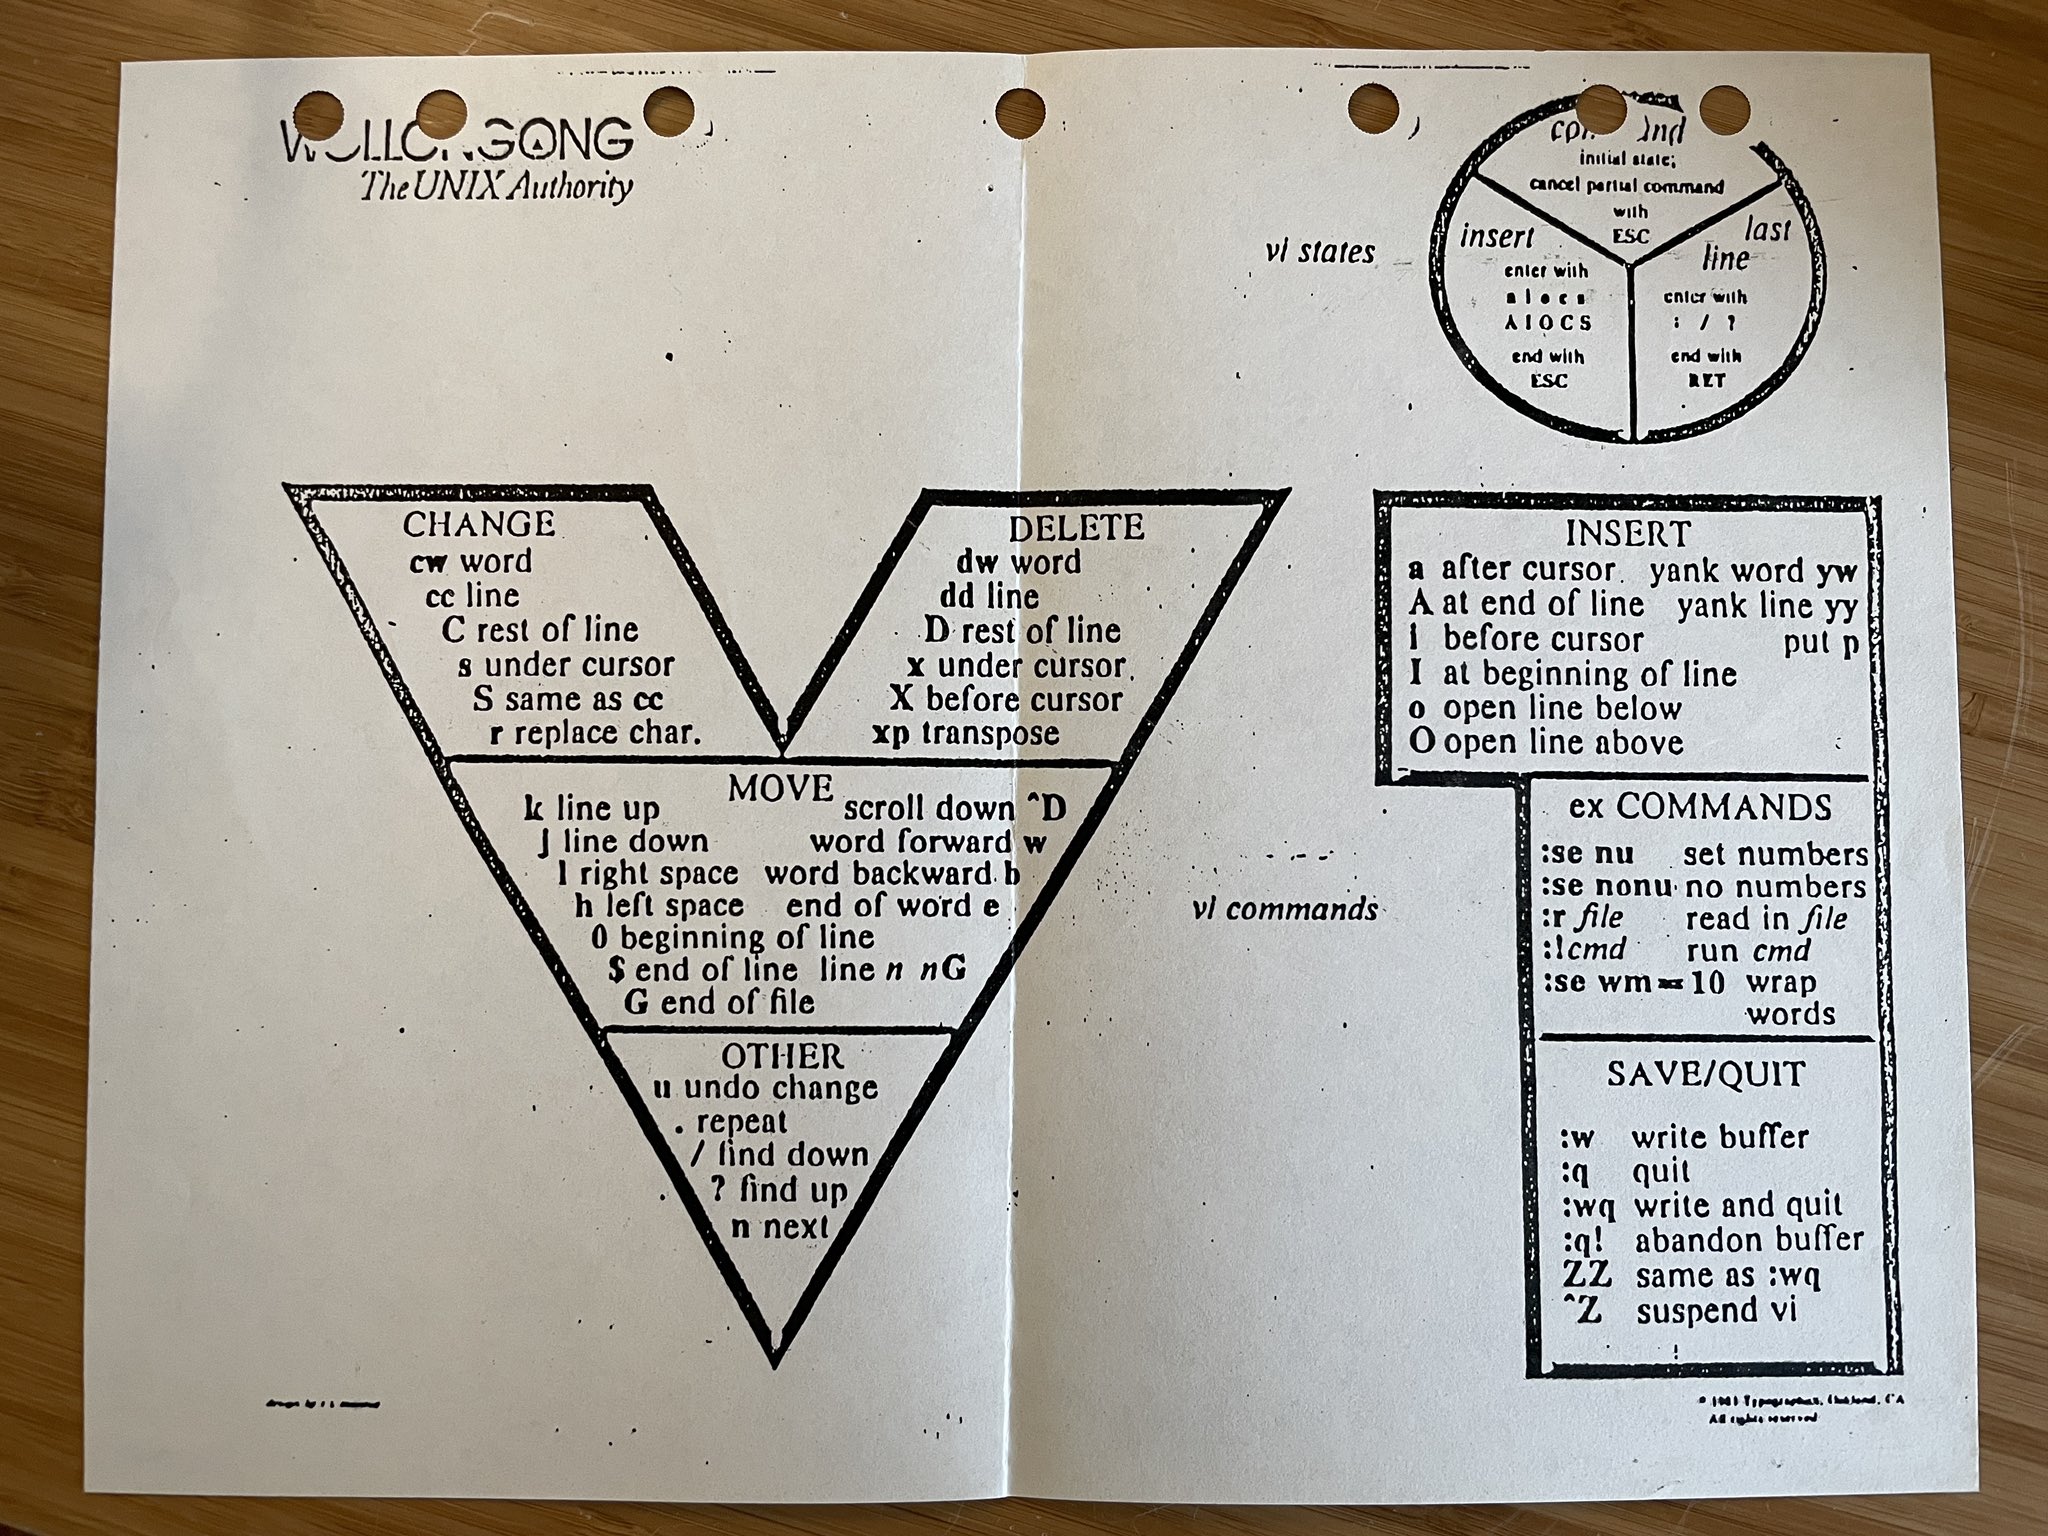 The UNIX Authority
initial state;
cancel partial command
with
ESC
vi states
insert
enter with
a i o c s
A I O C S
end with
ESC
last
line
enter with
: / ?
end with
RET
CHANGE
cw word
cc line
C rest of line
s under cursor
S same as cc
r replace char.
DELETE
dw word
dd line
D rest of line
x under cursor
X before cursor
xp transpose
MOVE
k line up scroll down ^D
j line down word forward w
l right space word backward b
h left space end of word e
0 beginning of line
$ end of line line n nG
G end of file
OTHER
u undo change
. repeat
/ find down
? find up
n next
vi commands
INSERT
a after cursor yank word yw
A at end of line yank line yy
i before cursor put p
I at beginning of line
o open line below
O open line above
ex COMMANDS
:se nu set numbers
:se nonu no numbers
:r file read in file
:!cmd run cmd
:se wm=10 wrap
words
SAVE/QUIT
:w write buffer
:q quit
:wq write and quit
:q! abandon buffer
ZZ same as :wq
^Z suspend vi
All rights reserved